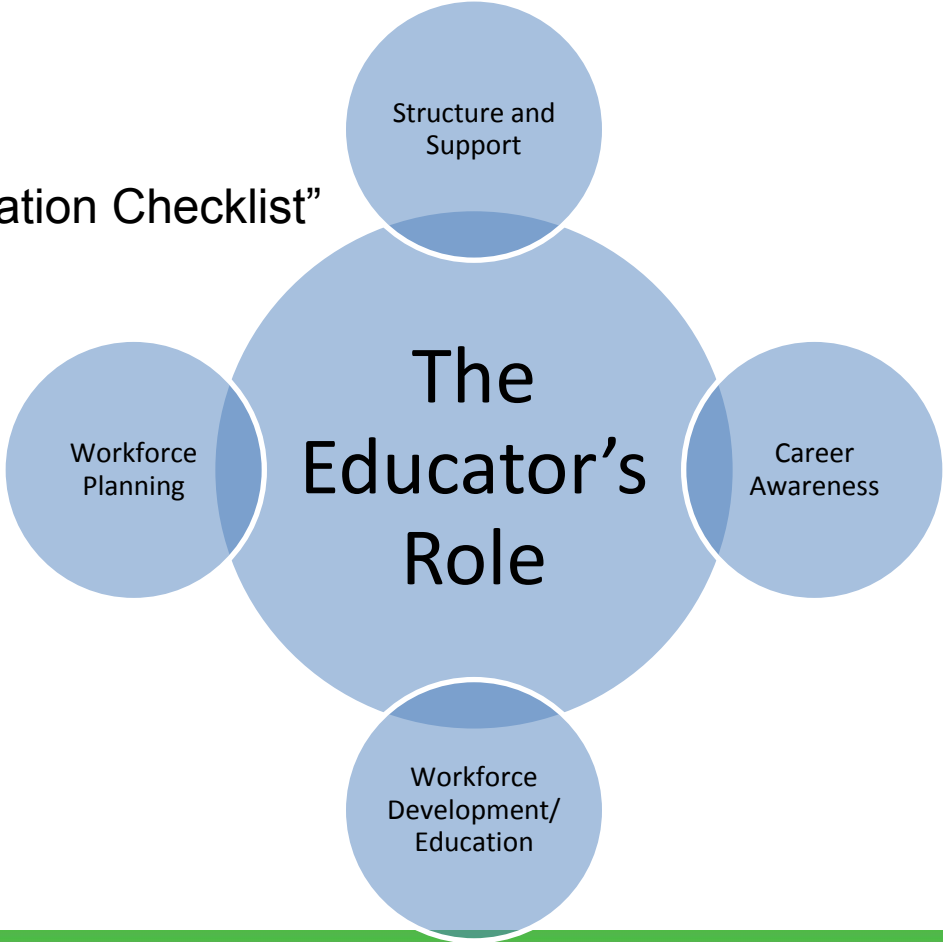 Structure and
Support
ation Checklist”
The
Educator’s
Role
Workforce
Planning
Career
Awareness
Workforce
Development/
Education